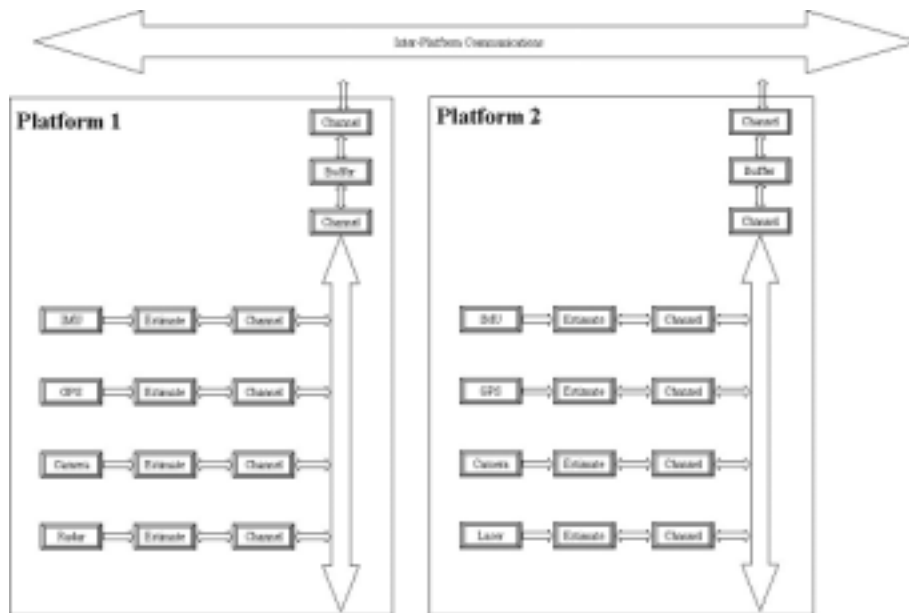 Inter-Platform Communications
Platform 1
Channel
Buffer
Channel
IMU Estimate Channel
GPS Estimate Channel
Camera Estimate Channel
Radar Estimate Channel
Platform 2
Channel
Buffer
Channel
IMU Estimate Channel
GPS Estimate Channel
Camera Estimate Channel
Laser Estimate Channel